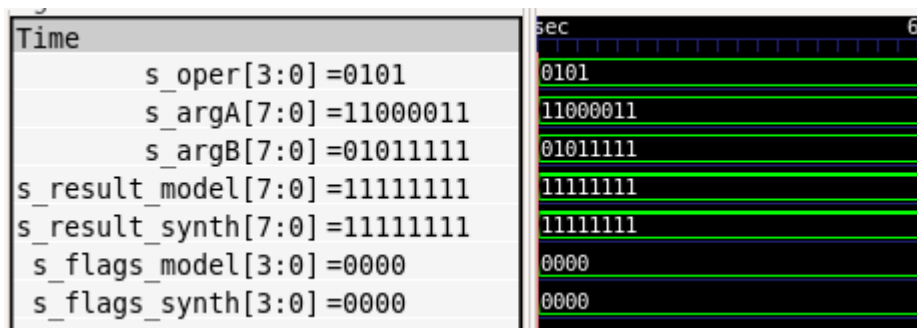 Time sec 6
s_oper[3:0]=0101 0101
s_argA[7:0]=11000011 11000011
s_argB[7:0]=01011111 01011111
s_result_model[7:0]=11111111 11111111
s_result_synth[7:0]=11111111 11111111
s_flags_model[3:0]=0000 0000
s_flags_synth[3:0]=0000 0000